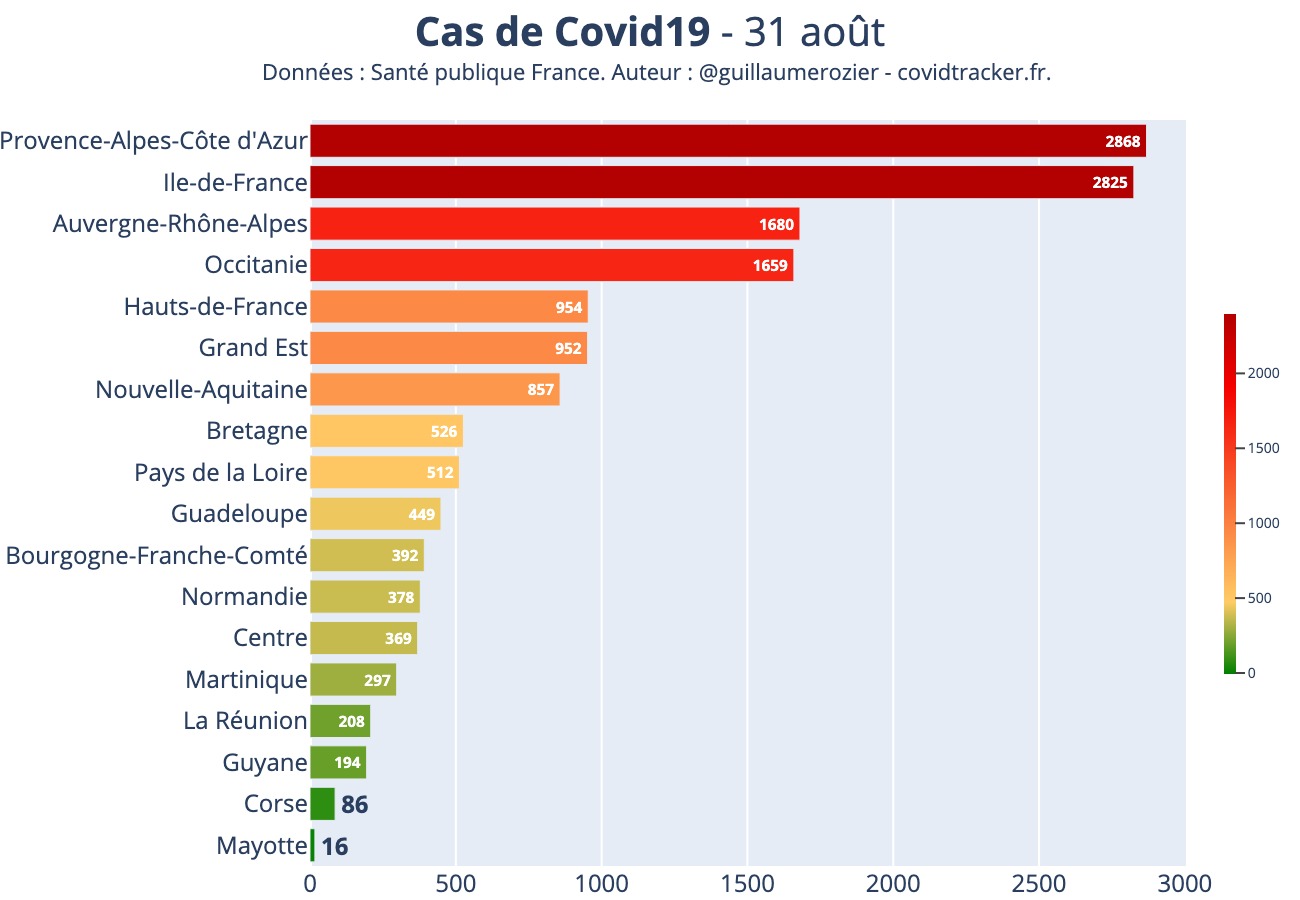 Cas de Covid19 - 31 août
Données : Santé publique France. Auteur : @guillaumerozier - covidtracker.fr.
Provence-Alpes-Côte d'Azur 2868
Ile-de-France 2825
Auvergne-Rhône-Alpes 1680
Occitanie 1659
Hauts-de-France 954
Grand Est 952
Nouvelle-Aquitaine 857
Bretagne 526
Pays de la Loire 512
Guadeloupe 449
Bourgogne-Franche-Comté 392
Normandie 378
Centre 369
Martinique 297
La Réunion 208
Guyane 194
Corse 86
Mayotte 16
0 500 1000 1500 2000 2500 3000
2000
1500
1000
500
0